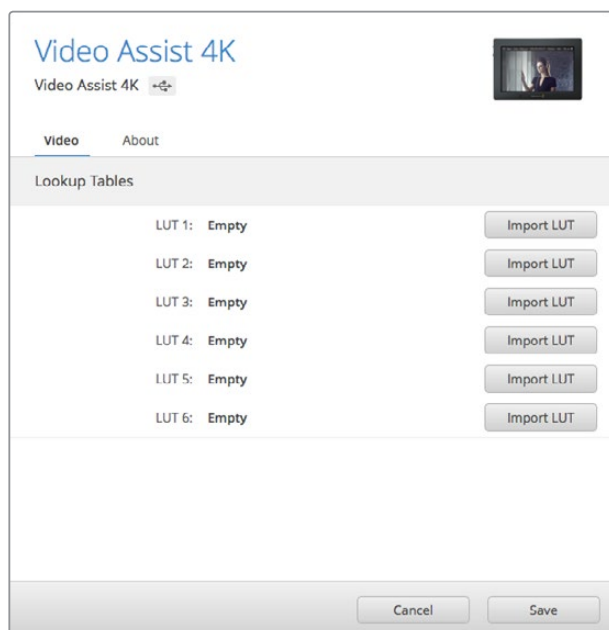 Video Assist 4K
Video Assist 4K
Video About
Lookup Tables
LUT 1: Empty Import LUT
LUT 2: Empty Import LUT
LUT 3: Empty Import LUT
LUT 4: Empty Import LUT
LUT 5: Empty Import LUT
LUT 6: Empty Import LUT
Cancel Save